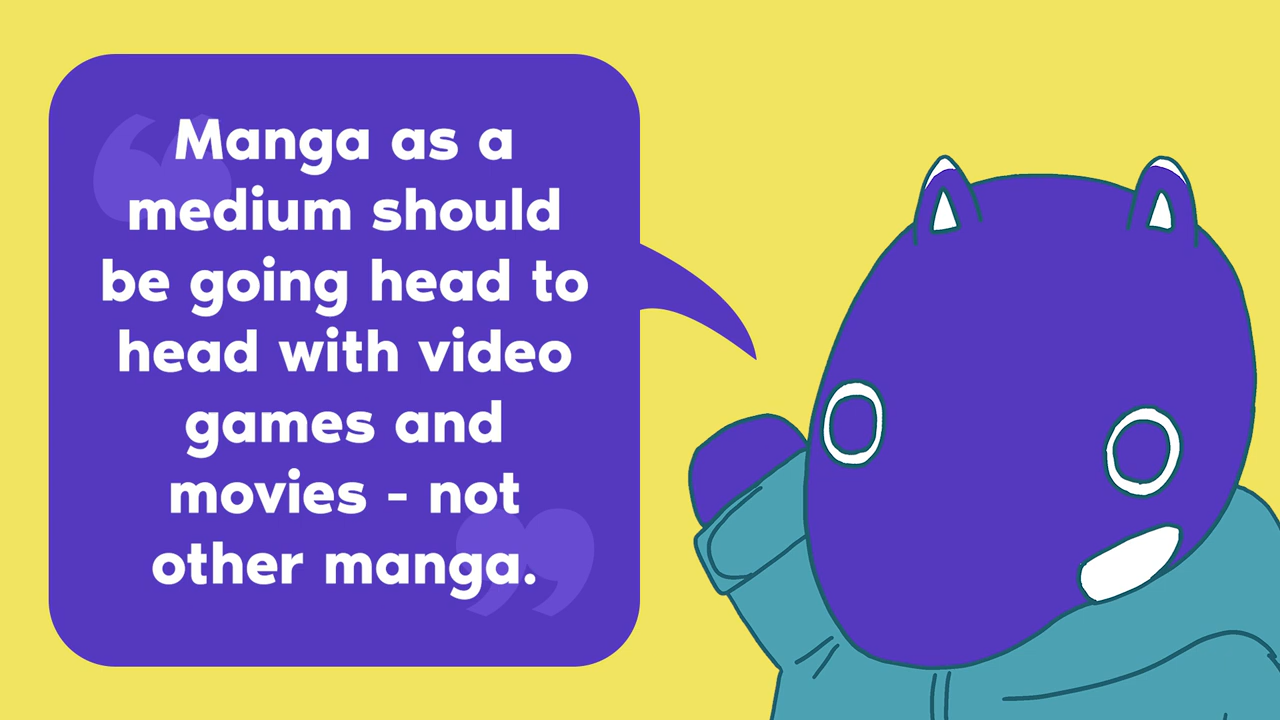 Manga as a
medium should
be going head to
head with video
games and
movies - not
other manga.